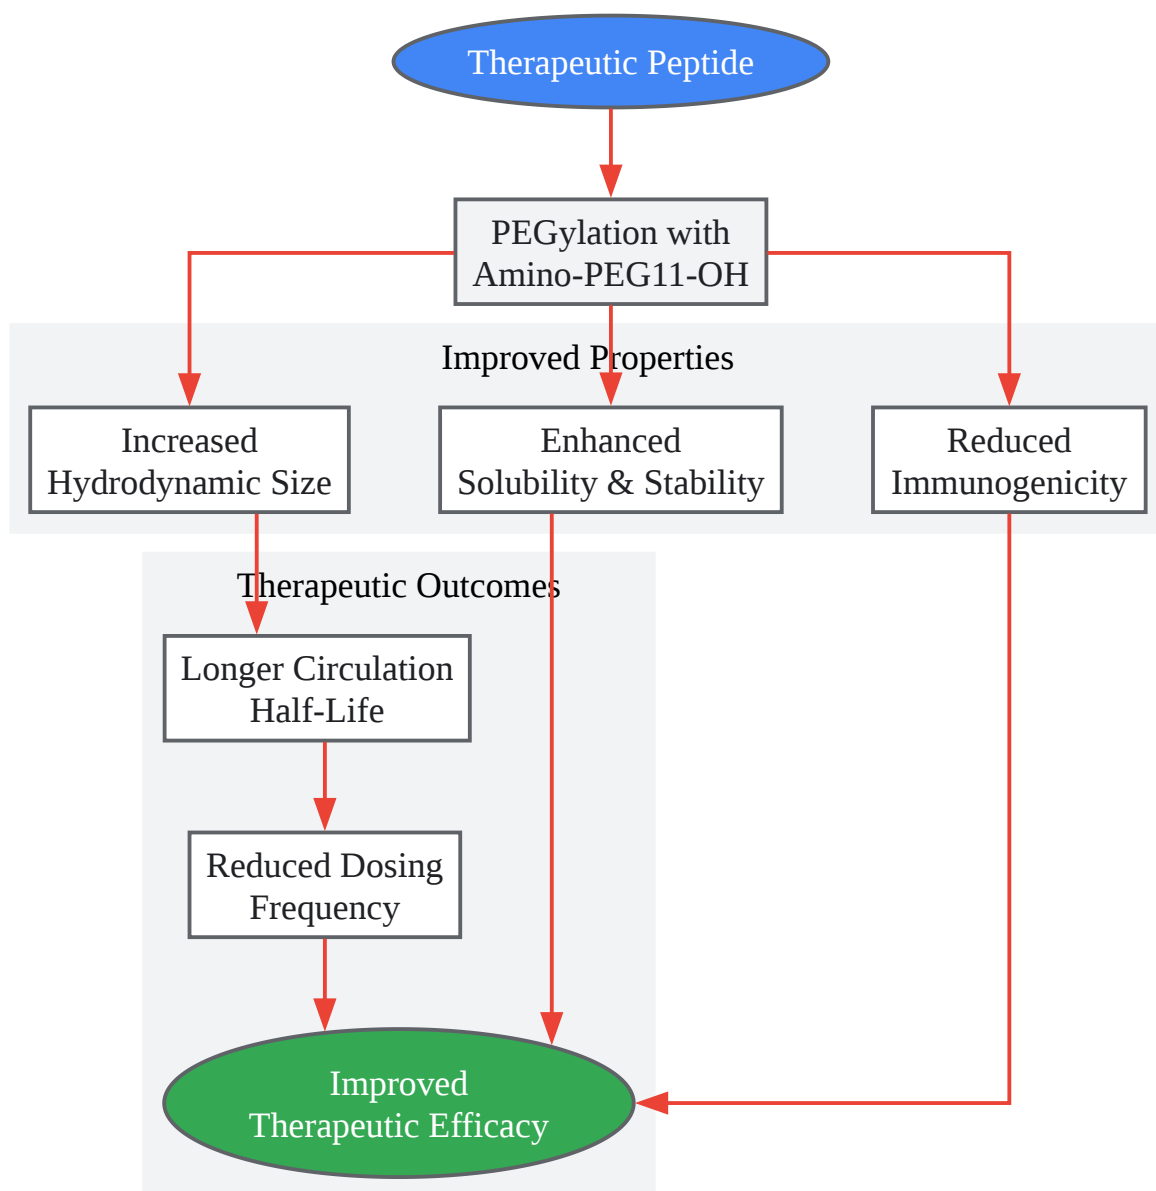 Therapeutic Peptide
PEGylation with
Amino-PEG11-OH
Improved Properties
Increased
Hydrodynamic Size
Enhanced
Solubility & Stability
Reduced
Immunogenicity
Therapeutic Outcomes
Longer Circulation
Half-Life
Reduced Dosing
Frequency
Improved
Therapeutic Efficacy